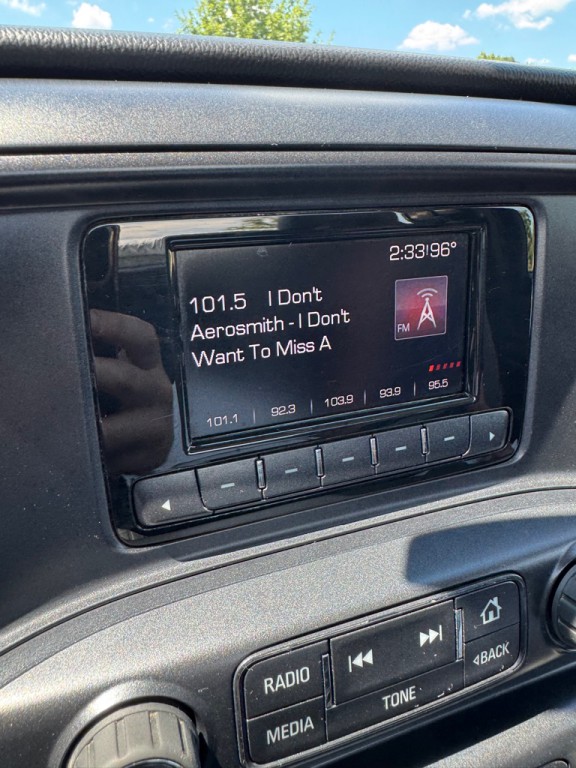 2:33!96°
101.5 I Don't
Aerosmith - I Don't
Want To Miss A
FM
101.1 92.3 103.9 93.9 95.5
RADIO
MEDIA
TONE
BACK